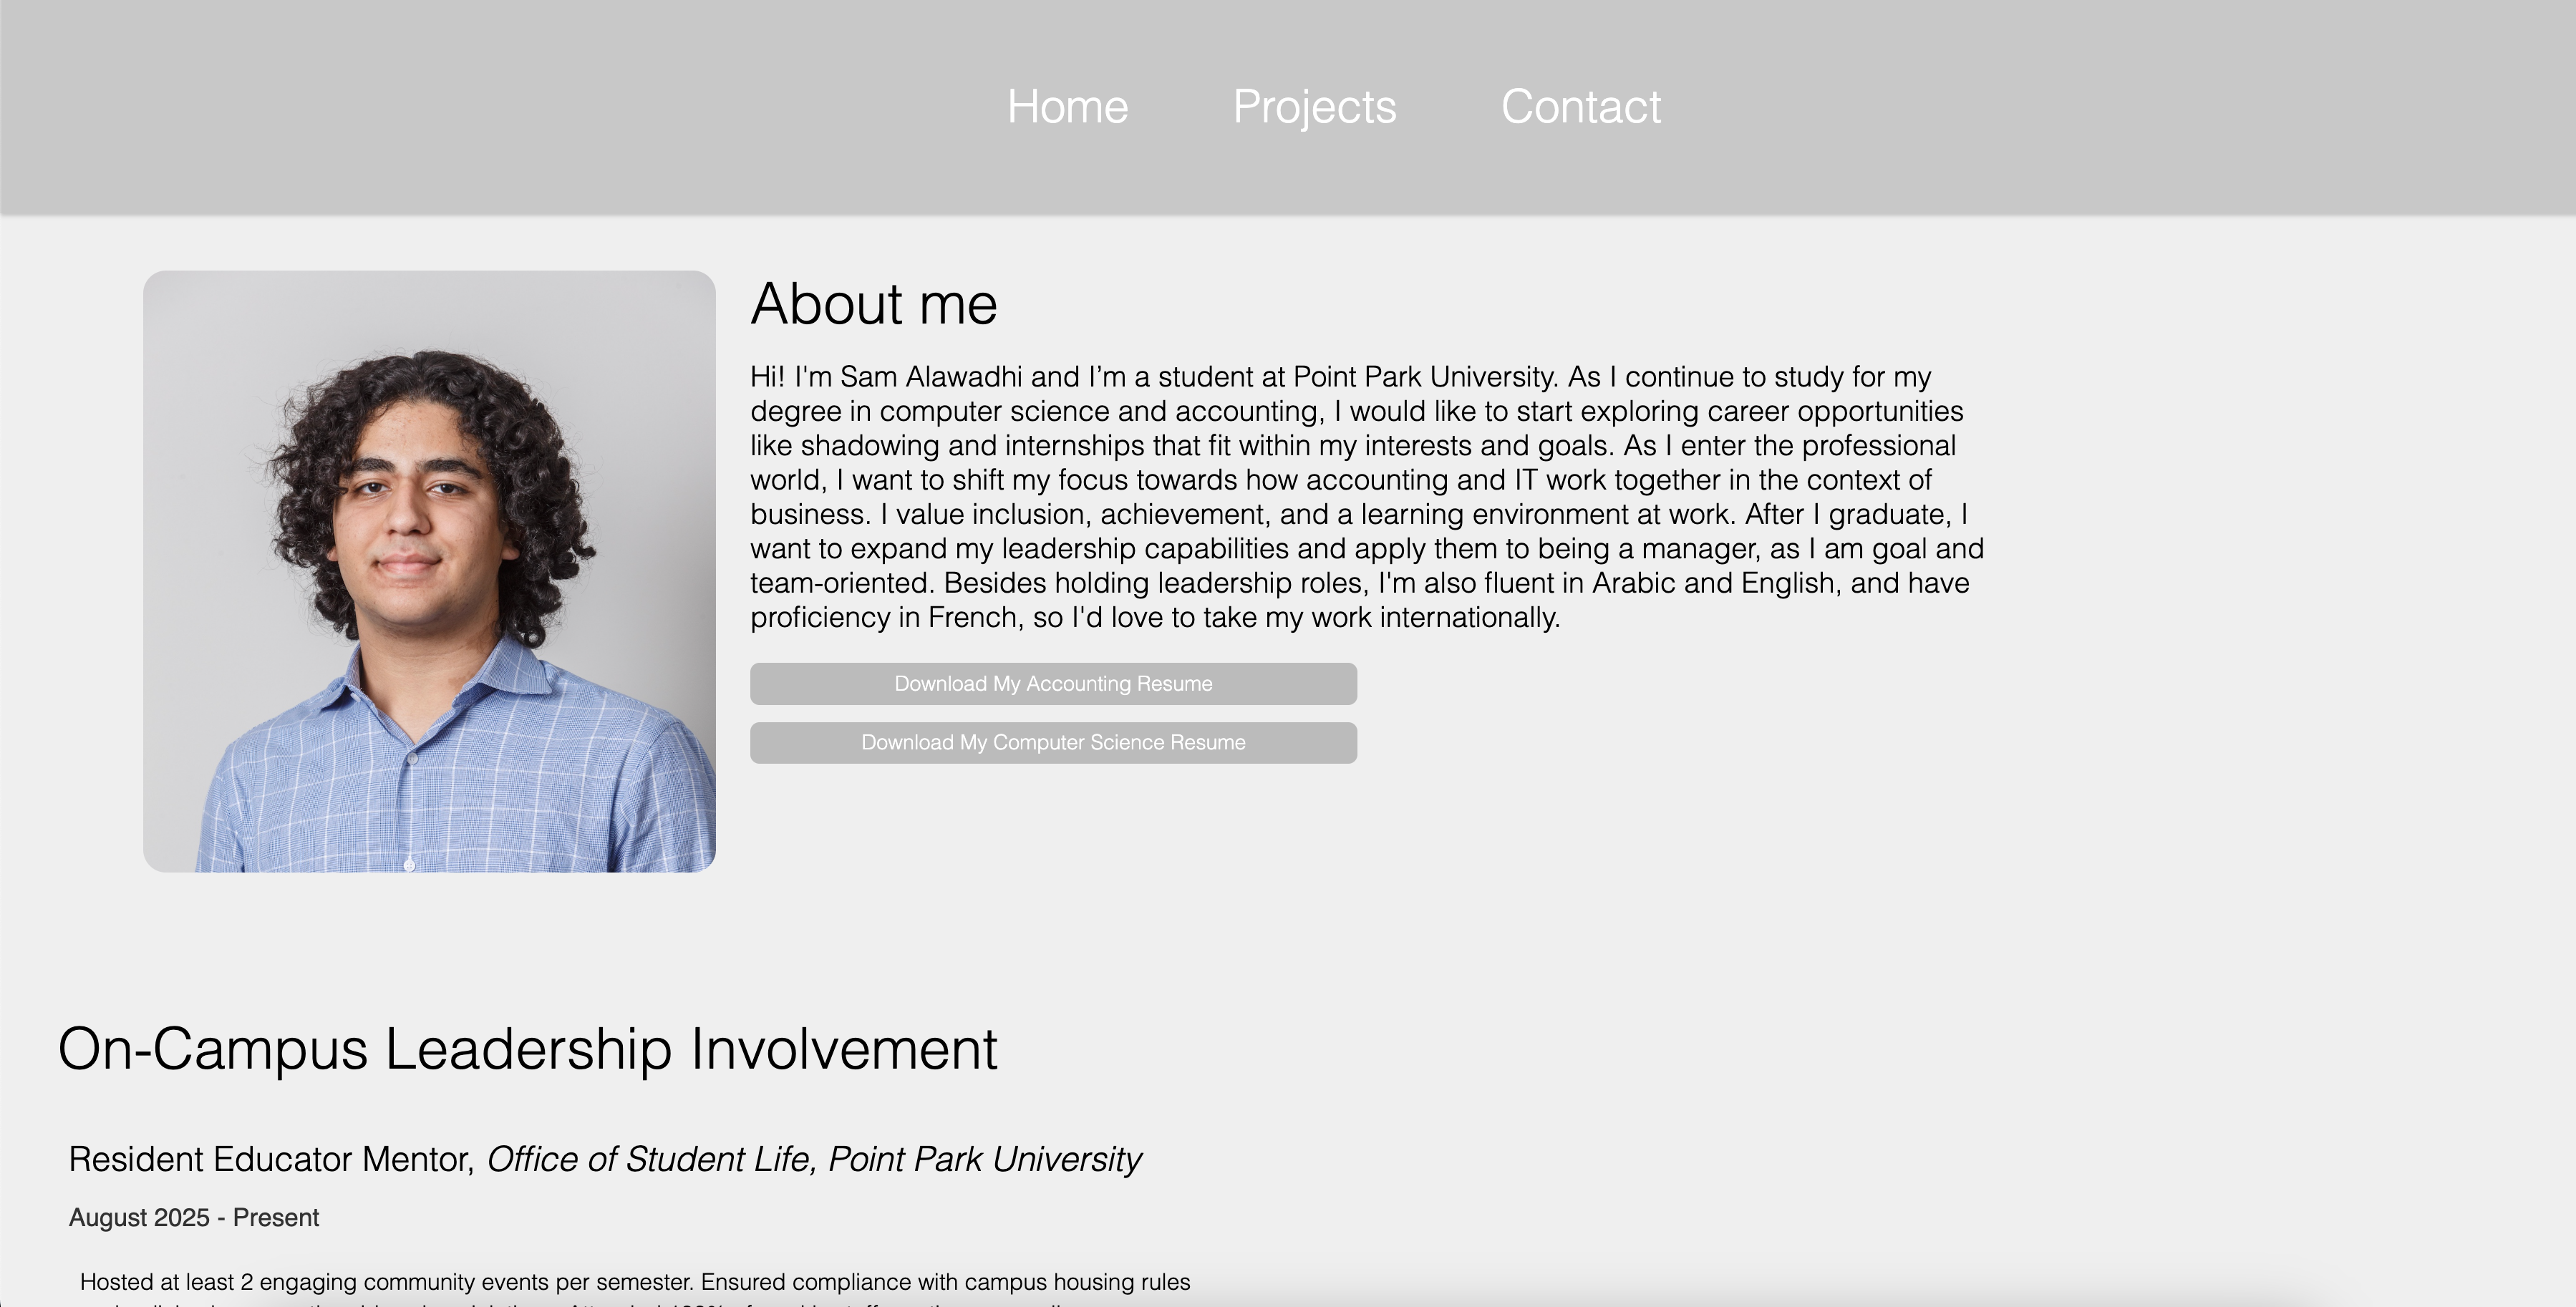 Home Projects Contact
About me
Hi! I'm Sam Alawadhi and I’m a student at Point Park University. As I continue to study for my
degree in computer science and accounting, I would like to start exploring career opportunities
like shadowing and internships that fit within my interests and goals. As I enter the professional
world, I want to shift my focus towards how accounting and IT work together in the context of
business. I value inclusion, achievement, and a learning environment at work. After I graduate, I
want to expand my leadership capabilities and apply them to being a manager, as I am goal and
team-oriented. Besides holding leadership roles, I'm also fluent in Arabic and English, and have
proficiency in French, so I'd love to take my work internationally.
Download My Accounting Resume
Download My Computer Science Resume
On-Campus Leadership Involvement
Resident Educator Mentor, Office of Student Life, Point Park University
August 2025 - Present
Hosted at least 2 engaging community events per semester. Ensured compliance with campus housing rules